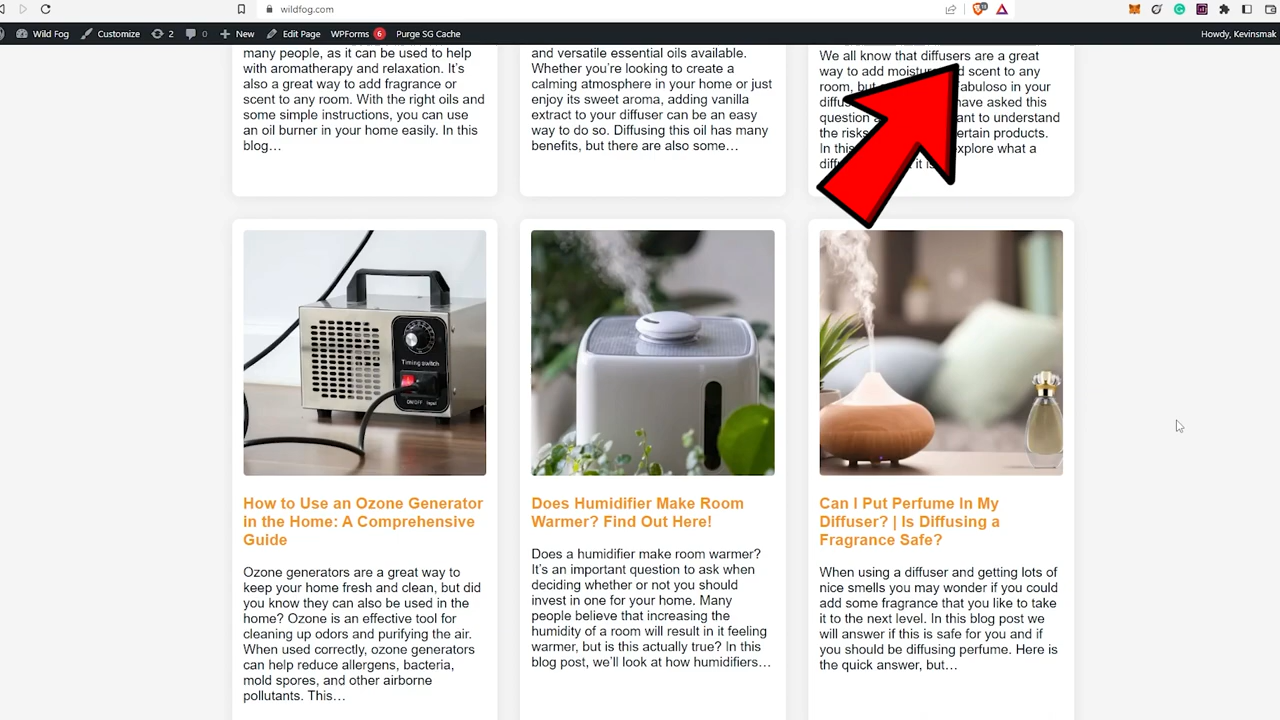 wildfog.com
Wild Fog Customize 2 0 New Edit Page WPForms 6 Purge SG Cache Howdy, Kevinsmak
many people, as it can be used to help
with aromatherapy and relaxation. It's
also a great way to add fragrance or
scent to any room. With the right oils and
some simple instructions, you can use
an oil burner in your home easily. In this
blog…
and versatile essential oils available.
Whether you're looking to create a
calming atmosphere in your home or just
enjoy its sweet aroma, adding vanilla
extract to your diffuser can be an easy
way to do so. Diffusing this oil has many
benefits, but there are also some…
We all know that diffusers are a great
way to add scent to any
room, in your
have asked this
question to understand
the risks products.
In this explore what a
it
Timing switch
ON/OFF
How to Use an Ozone Generator
in the Home: A Comprehensive
Guide
Ozone generators are a great way to
keep your home fresh and clean, but did
you know they can also be used in the
home? Ozone is an effective tool for
cleaning up odors and purifying the air.
When used correctly, ozone generators
can help reduce allergens, bacteria,
mold spores, and other airborne
pollutants. This…
Does Humidifier Make Room
Warmer? Find Out Here!
Does a humidifier make room warmer?
It's an important question to ask when
deciding whether or not you should
invest in one for your home. Many
people believe that increasing the
humidity of a room will result in it feeling
warmer, but is this actually true? In this
blog post, we'll look at how humidifiers…
Can I Put Perfume In My
Diffuser? | Is Diffusing a
Fragrance Safe?
When using a diffuser and getting lots of
nice smells you may wonder if you could
add some fragrance that you like to take
it to the next level. In this blog post we
will answer if this is safe for you and if
you should be diffusing perfume. Here is
the quick answer, but…